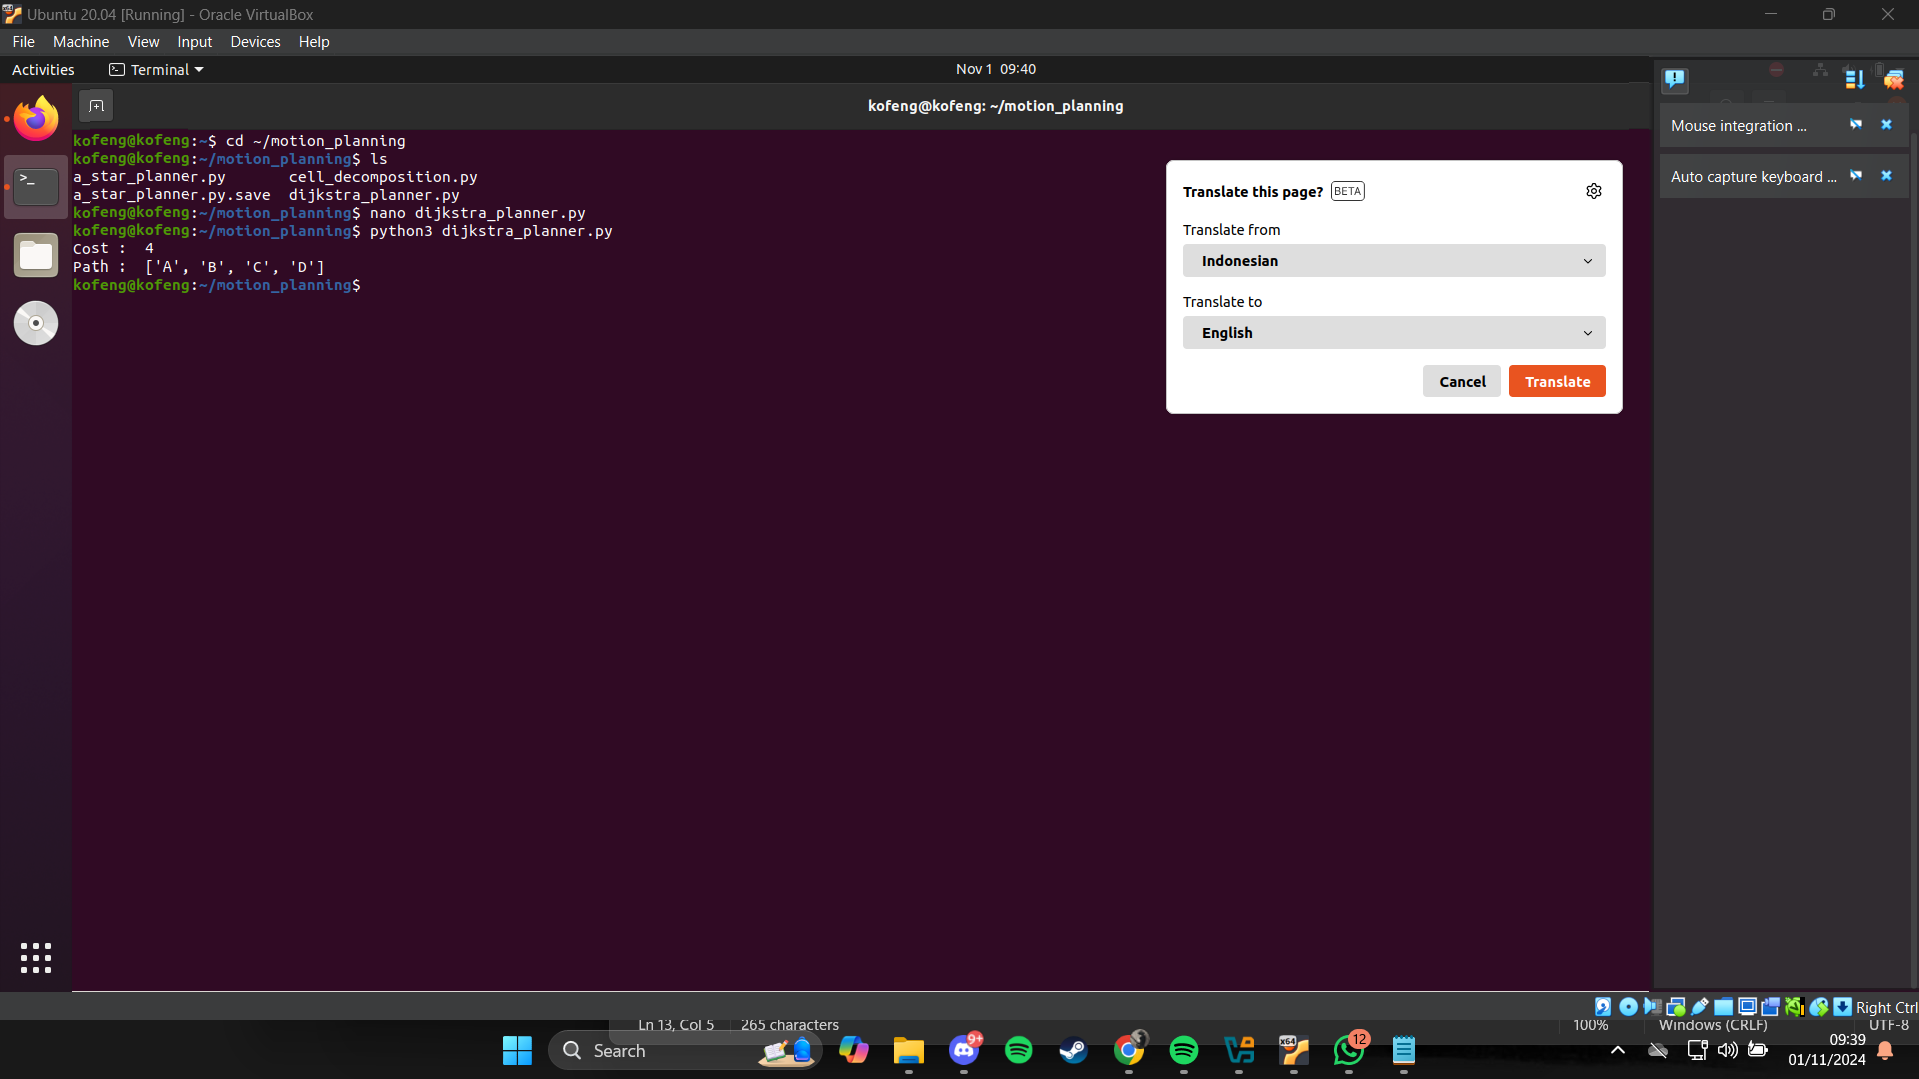 Ubuntu 20.04 [Running] - Oracle VirtualBox
File Machine View Input Devices Help
Activities Terminal Nov 1 09:40
kofeng@kofeng: ~/motion_planning
kofeng@kofeng:~$ cd ~/motion_planning
kofeng@kofeng:~/motion_planning$ ls
a_star_planner.py cell_decomposition.py
a_star_planner.py.save dijkstra_planner.py
kofeng@kofeng:~/motion_planning$ nano dijkstra_planner.py
kofeng@kofeng:~/motion_planning$ python3 dijkstra_planner.py
Cost : 4
Path : ['A', 'B', 'C', 'D']
kofeng@kofeng:~/motion_planning$
Translate this page? BETA
Translate from
Indonesian
Translate to
English
Cancel Translate
Mouse integration ...
Auto capture keyboard ...
Right Ctrl
Ln 13, Col 5 265 characters 100% Windows (CRLF) UTF-8
Search
9+
x64
12
09:39
01/11/2024